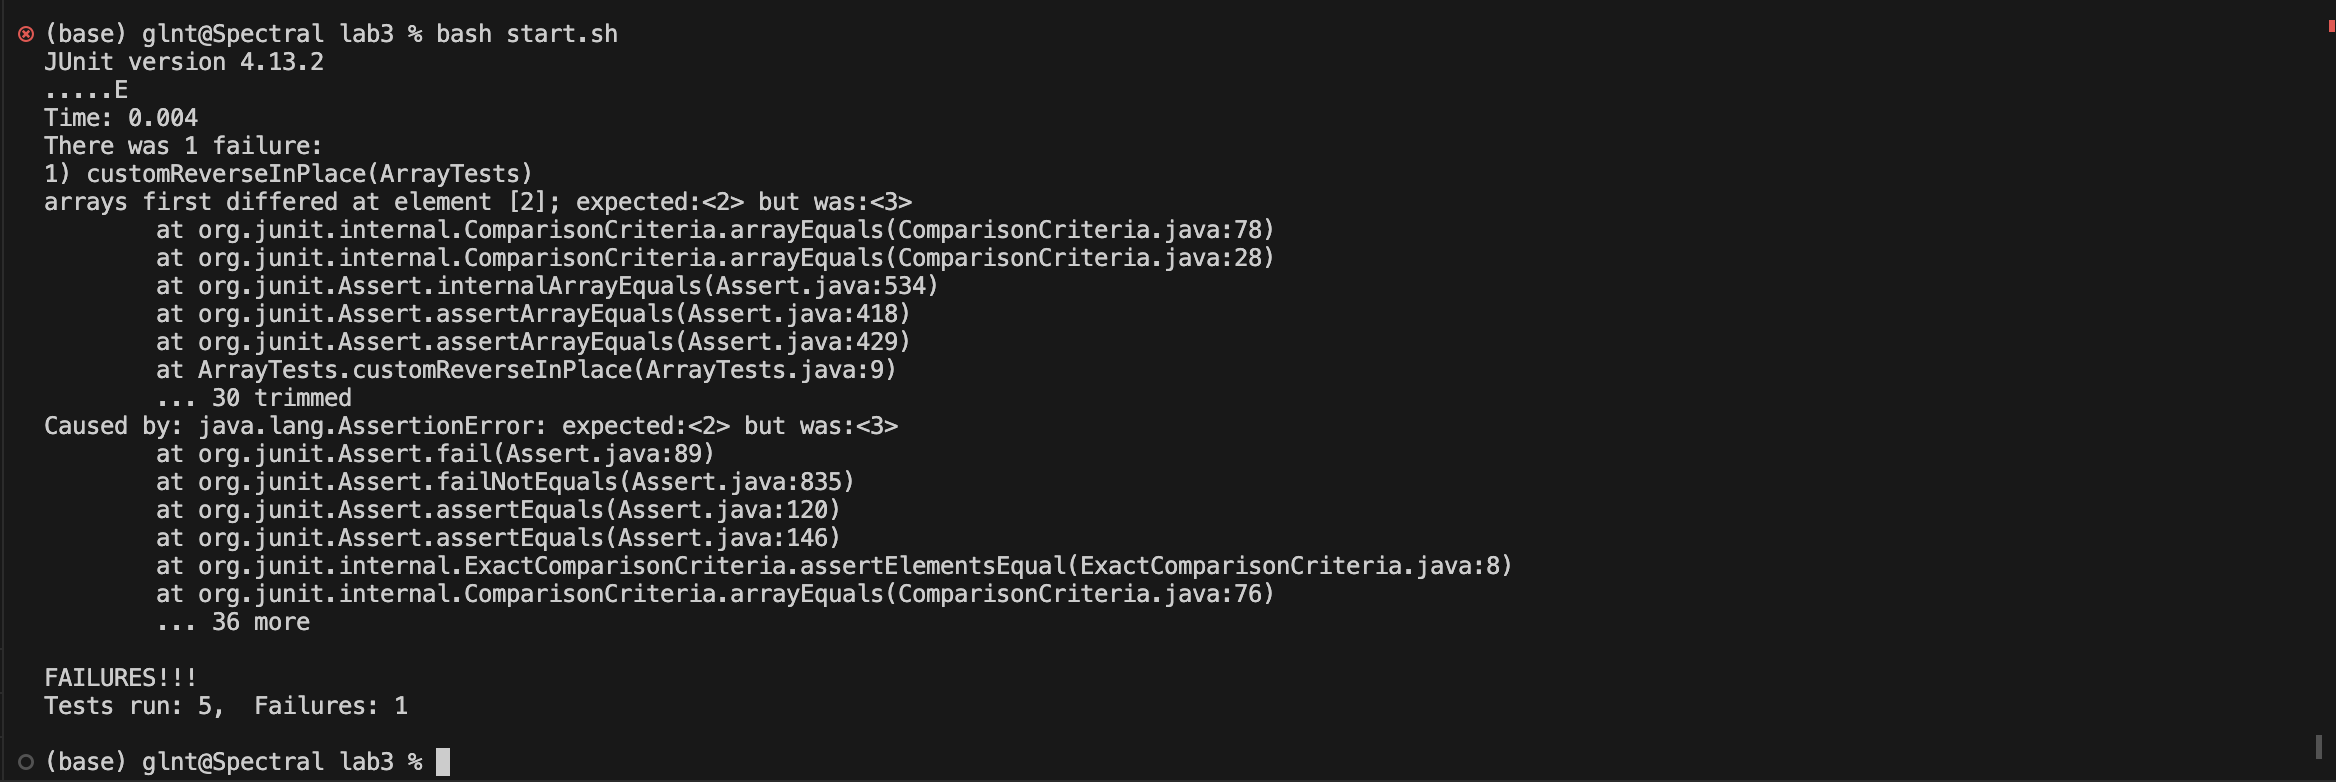 (base) glnt@Spectral lab3 % bash start.sh
JUnit version 4.13.2
.....E
Time: 0.004
There was 1 failure:
1) customReverseInPlace(ArrayTests)
arrays first differed at element [2]; expected:<2> but was:<3>
        at org.junit.internal.ComparisonCriteria.arrayEquals(ComparisonCriteria.java:78)
        at org.junit.internal.ComparisonCriteria.arrayEquals(ComparisonCriteria.java:28)
        at org.junit.Assert.internalArrayEquals(Assert.java:534)
        at org.junit.Assert.assertArrayEquals(Assert.java:418)
        at org.junit.Assert.assertArrayEquals(Assert.java:429)
        at ArrayTests.customReverseInPlace(ArrayTests.java:9)
        ... 30 trimmed
Caused by: java.lang.AssertionError: expected:<2> but was:<3>
        at org.junit.Assert.fail(Assert.java:89)
        at org.junit.Assert.failNotEquals(Assert.java:835)
        at org.junit.Assert.assertEquals(Assert.java:120)
        at org.junit.Assert.assertEquals(Assert.java:146)
        at org.junit.internal.ExactComparisonCriteria.assertElementsEqual(ExactComparisonCriteria.java:8)
        at org.junit.internal.ComparisonCriteria.arrayEquals(ComparisonCriteria.java:76)
        ... 36 more

FAILURES!!!
Tests run: 5,  Failures: 1

(base) glnt@Spectral lab3 %